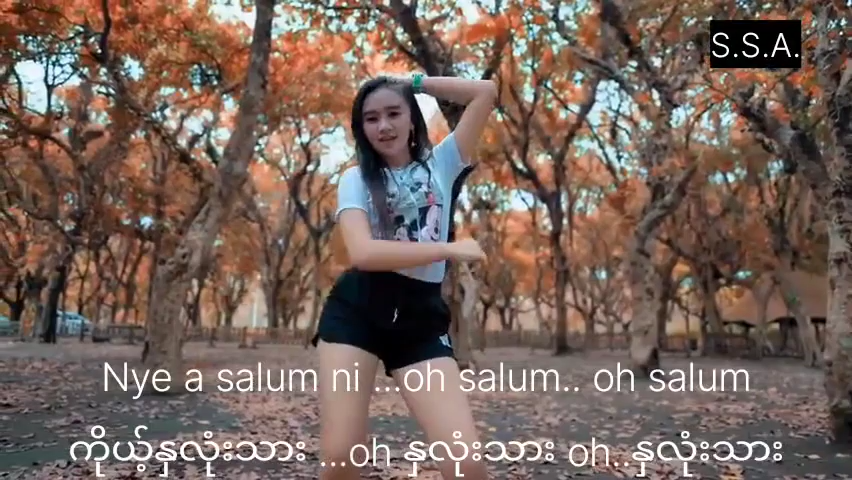 S.S.A.
Nye a salum ni ...oh salum.. oh salum
ကိုယ့်နှလုံးသား ...oh နှလုံးသား oh..နှလုံးသား